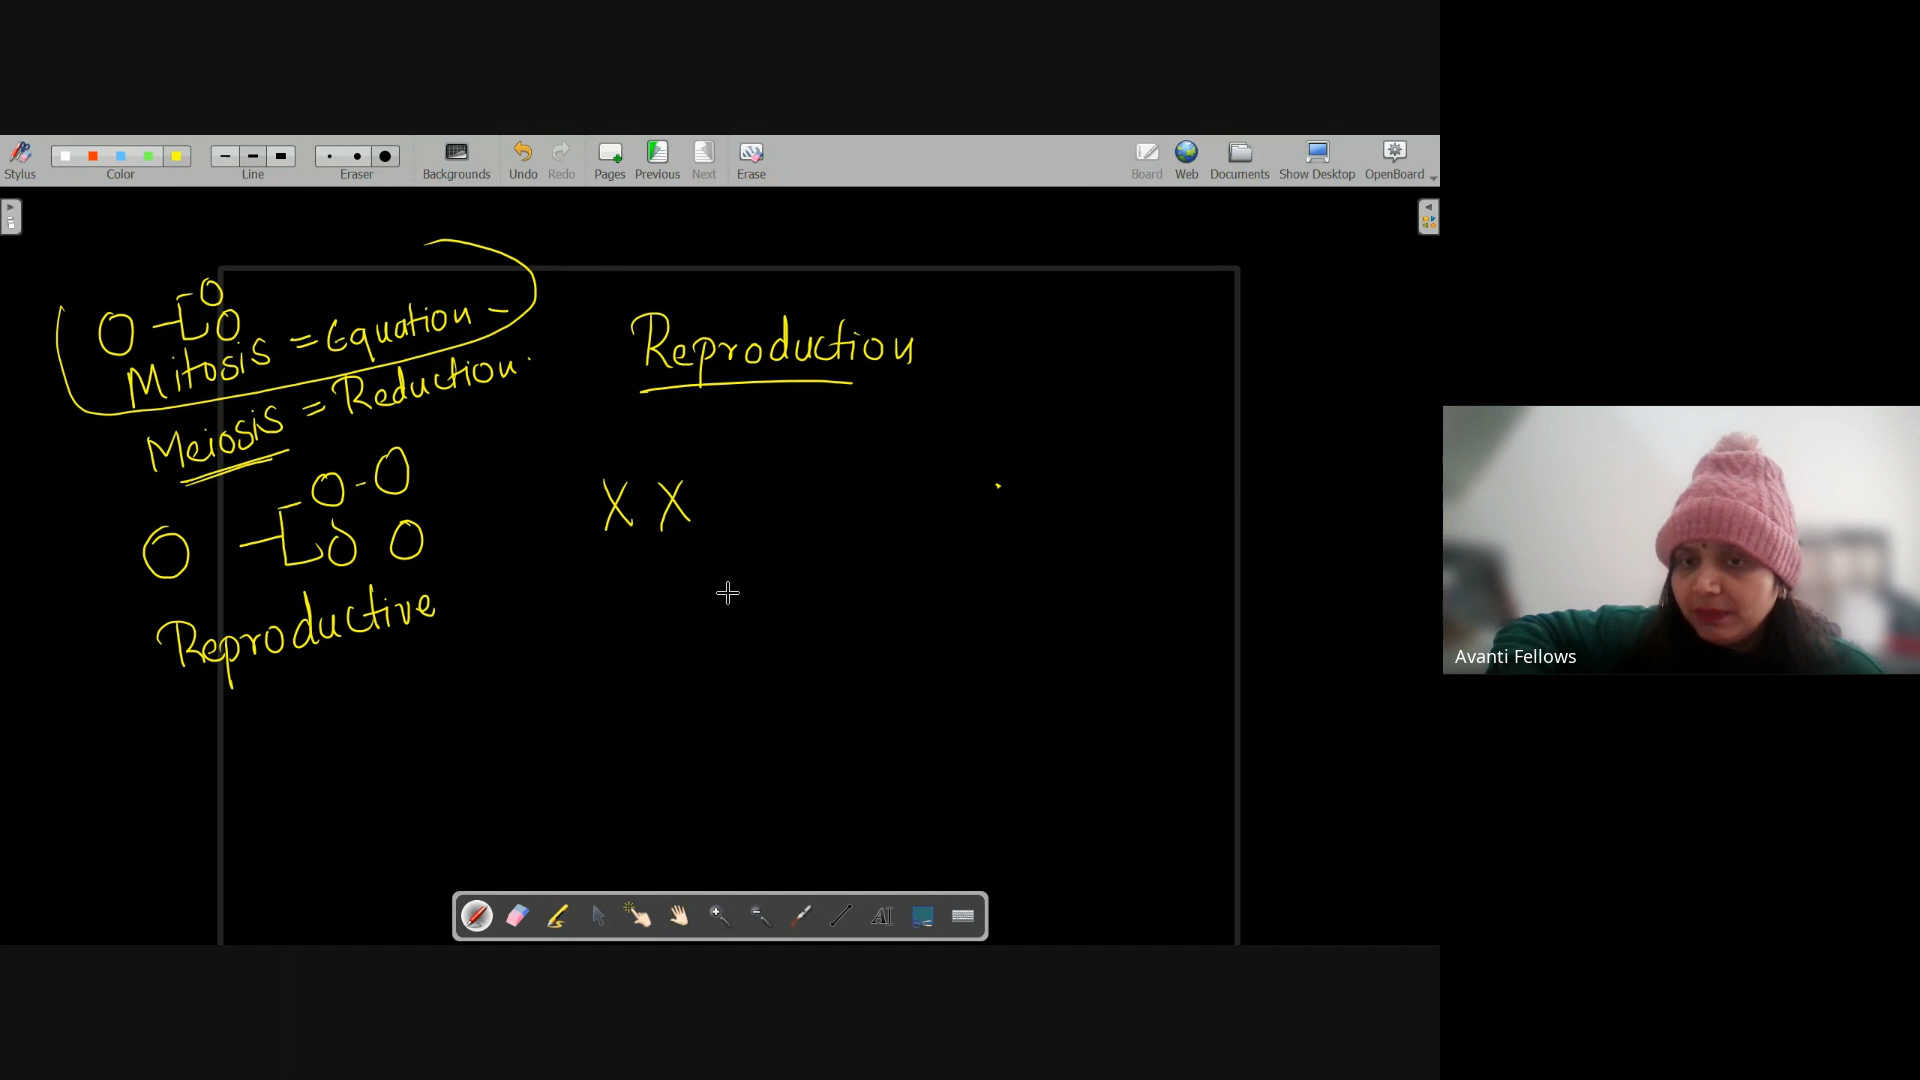 Stylus
Color
Line
Eraser
Backgrounds
Undo
Redo
Pages
Previous
Next
Erase
Board
Web
Documents
Show Desktop
OpenBoard
Mitosis = Equation -
Meiosis = Reduction.
Reproductive
Reproduction
X X
Avanti Fellows